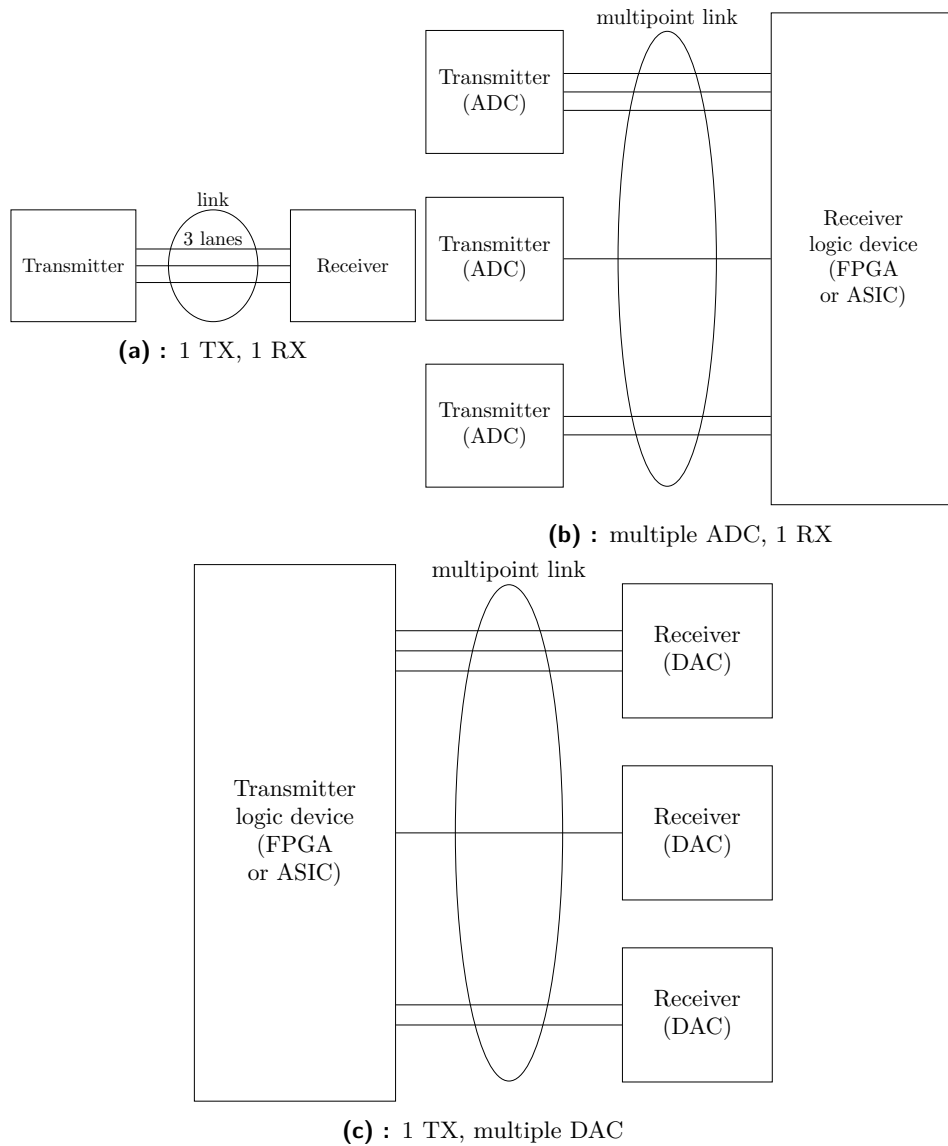 link
3 lanes
Transmitter
Receiver
(a) : 1 TX, 1 RX
multipoint link
Transmitter
(ADC)
Transmitter
(ADC)
Transmitter
(ADC)
Receiver
logic device
(FPGA
or ASIC)
(b) : multiple ADC, 1 RX
multipoint link
Transmitter
logic device
(FPGA
or ASIC)
Receiver
(DAC)
Receiver
(DAC)
Receiver
(DAC)
(c) : 1 TX, multiple DAC